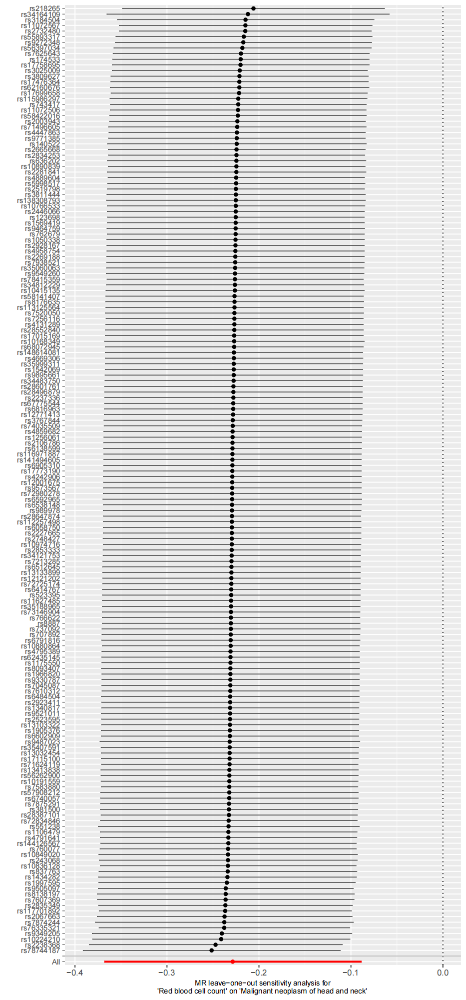 rs218265
rs34164109
rs3184504
rs11072567
rs2732480
rs55893317
rs9272348
rs56397034
rs7625643
rs174533
rs17758695
rs3025009
rs3809627
rs17476364
rs62160676
rs17699658
rs115986297
rs743417
rs11072506
rs58422016
rs2003943
rs71496605
rs4447863
rs9771385
rs140522
rs2665668
rs2834253
rs636202
rs10890839
rs2281841
rs4889604
rs5998517
rs2519798
rs3811444
rs138308793
rs10766533
rs2446066
rs123698
rs1569419
rs9464759
rs762679
rs1050338
rs2928167
rs4958754
rs2269188
rs7938521
rs35060063
rs9549260
rs78415359
rs34812229
rs10415135
rs58141407
rs8176635
rs113125564
rs7520050
rs7256116
rs4131289
rs28552840
rs17015169
rs10168349
rs68072945
rs148614081
rs4669306
rs35999311
rs1542069
rs9895661
rs34483750
rs28601761
rs28496879
rs2237336
rs67775544
rs6816963
rs12771413
rs3767844
rs74035509
rs4859682
rs1256061
rs2106786
rs6138599
rs116971887
rs141494605
rs6905310
rs17773190
rs4242906
rs12001675
rs9573567
rs72980278
rs6592965
rs6538148
rs989978
rs28647874
rs112257498
rs6058750
rs2227665
rs2748427
rs10974716
rs2853333
rs34121753
rs7213285
rs6512645
rs13133899
rs12121202
rs72725174
rs6414767
rs523395
rs11627485
rs35188965
rs73146904
rs766622
rs8887
rs737092
rs707892
rs6791816
rs10880864
rs4795389
rs62435145
rs1175550
rs8093407
rs1966820
rs9330787
rs7045087
rs7610312
rs6484504
rs2923411
rs1340817
rs9521011
rs2523595
rs13103322
rs1905376
rs6602909
rs9487023
rs35407591
rs13032454
rs17115100
rs71624119
rs13413838
rs56262900
rs10191559
rs7583880
rs57908212
rs6740057
rs7875291
rs381500
rs28387101
rs72834846
rs551238
rs1106479
rs4791641
rs144126567
rs760077
rs10849020
rs243068
rs10836128
rs837763
rs1434282
rs1997595
rs9505097
rs8138197
rs7607369
rs2835349
rs117701892
rs2067663
rs7874244
rs76335321
rs9349205
rs10224210
rs2238368
rs78744187
All
−0.4 −0.3 −0.2 −0.1 0.0
MR leave−one−out sensitivity analysis for
'Red blood cell count' on 'Malignant neoplasm of head and neck'